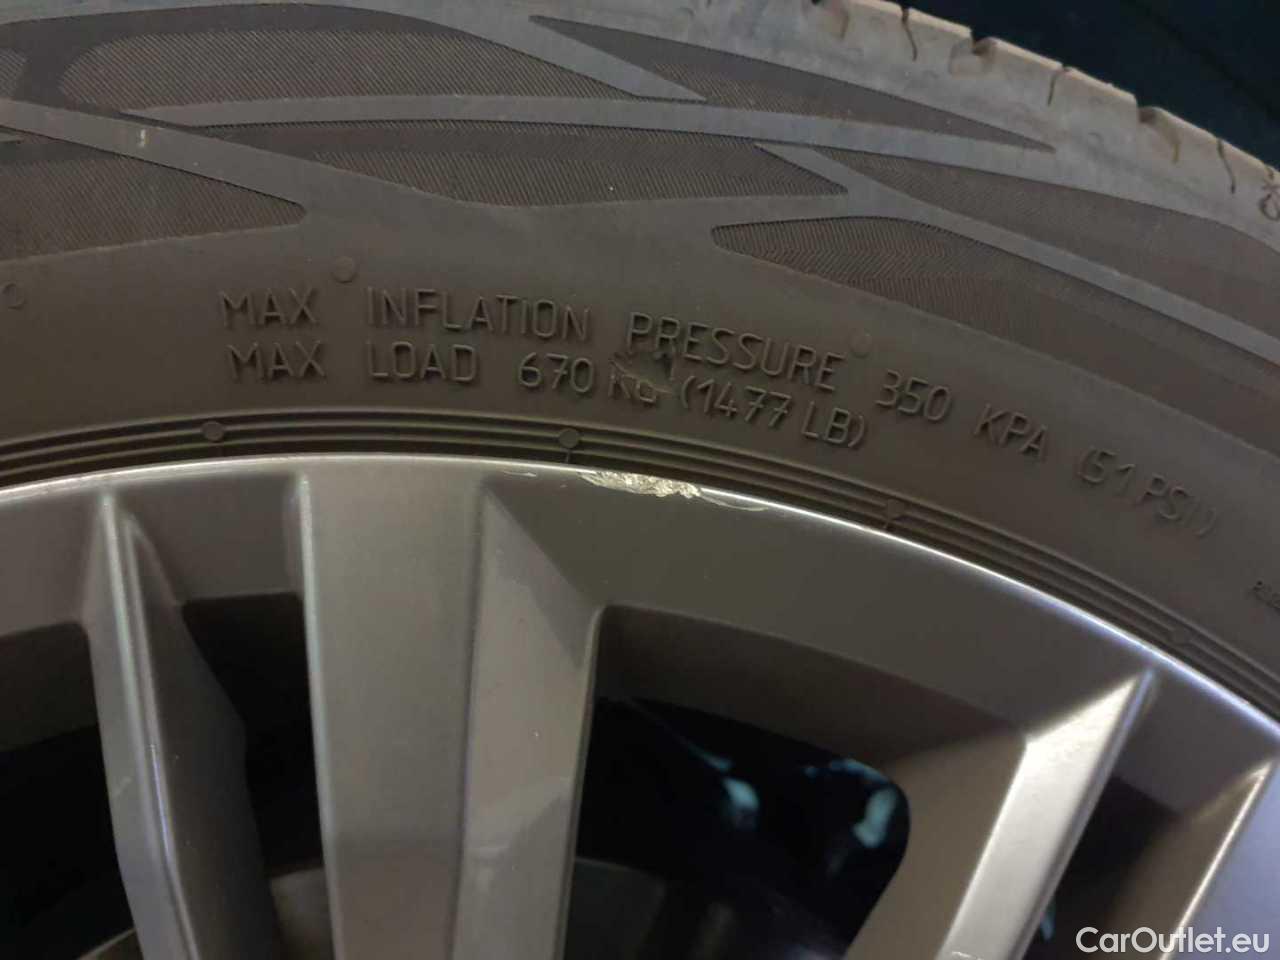 MAX INFLATION PRESSURE 350 KPA (51 PSI)
MAX LOAD 670 KG (1477 LB)
CarOutlet.eu